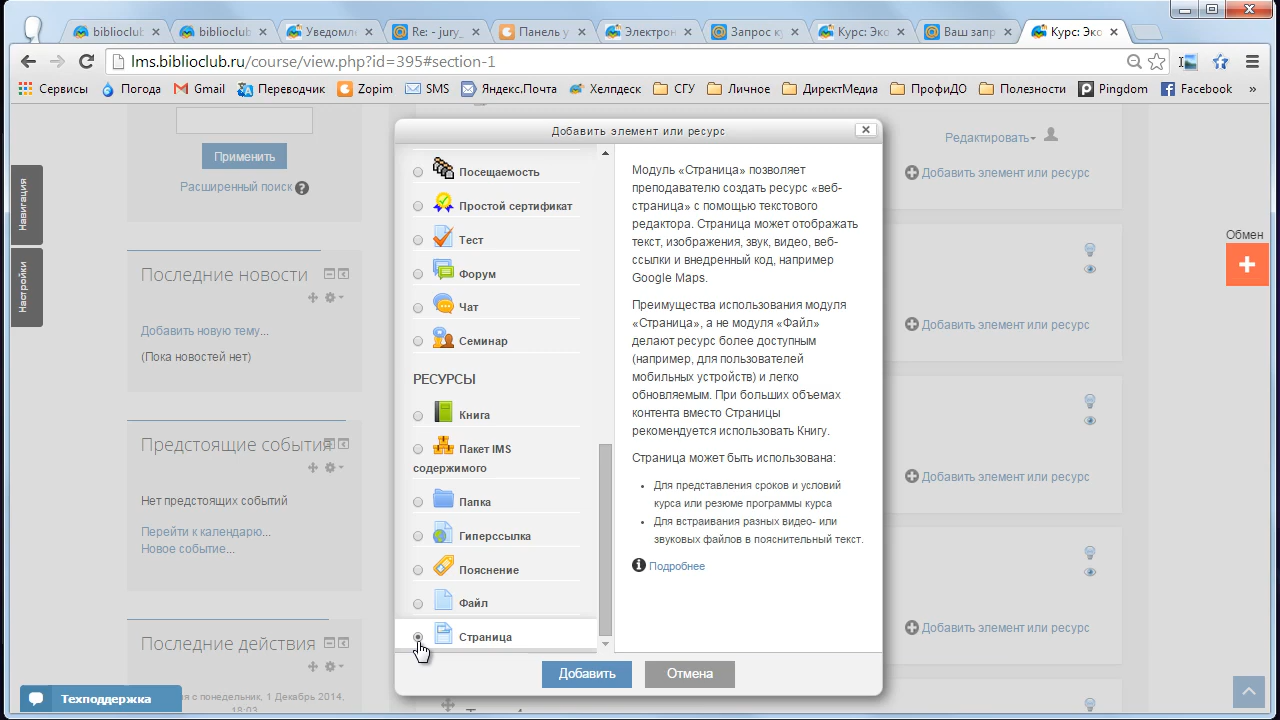 biblioclub
biblioclub
Уведомле
Re: - jury_
Панель у
Электрон
Запрос к
Курс: Эко
Ваш запр
Курс: Эко
lms.biblioclub.ru/course/view.php?id=395#section-1
Сервисы
Погода
Gmail
Переводчик
Zopim
SMS
Яндекс.Почта
Хелпдеск
СГУ
Личное
ДиректМедиа
ПрофиДО
Полезности
Pingdom
Facebook
»
Навигация
Настройки
Применить
Расширенный поиск
Последние новости
Добавить новую тему...
(Пока новостей нет)
Предстоящие события
Нет предстоящих событий
Перейти к календарю...
Новое событие...
Последние действия
я с понедельник, 1 Декабрь 2014,
18:03
Техподдержка
Добавить элемент или ресурс
Посещаемость
Простой сертификат
Тест
Форум
Чат
Семинар
РЕСУРСЫ
Книга
Пакет IMS
содержимого
Папка
Гиперссылка
Пояснение
Файл
Страница
Модуль «Страница» позволяет
преподавателю создать ресурс «веб-
страница» с помощью текстового
редактора. Страница может отображать
текст, изображения, звук, видео, веб-
ссылки и внедренный код, например
Google Maps.
Преимущества использования модуля
«Страница», а не модуля «Файл»
делают ресурс более доступным
(например, для пользователей
мобильных устройств) и легко
обновляемым. При больших объемах
контента вместо Страницы
рекомендуется использовать Книгу.
Страница может быть использована:
• Для представления сроков и условий
курса или резюме программы курса
• Для встраивания разных видео- или
звуковых файлов в пояснительный текст.
Подробнее
Добавить
Отмена
Редактировать
Добавить элемент или ресурс
Добавить элемент или ресурс
Добавить элемент или ресурс
Добавить элемент или ресурс
Обмен